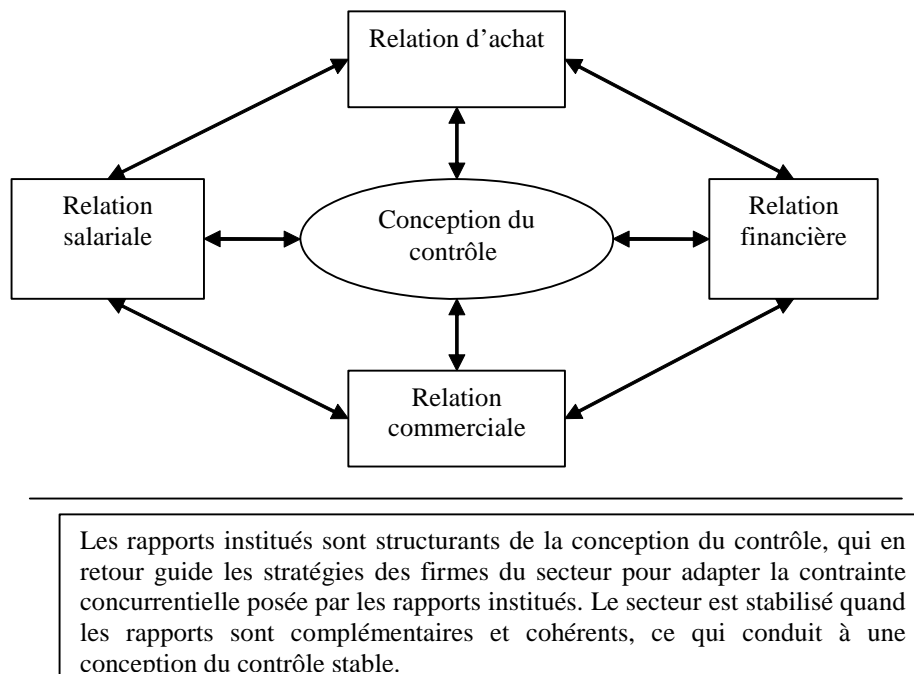 Relation d’achat
Relation
salariale
Conception du
contrôle
Relation
financière
Relation
commerciale
Les rapports institués sont structurants de la conception du contrôle, qui en
retour guide les stratégies des firmes du secteur pour adapter la contrainte
concurrentielle posée par les rapports institués. Le secteur est stabilisé quand
les rapports sont complémentaires et cohérents, ce qui conduit à une
conception du contrôle stable.